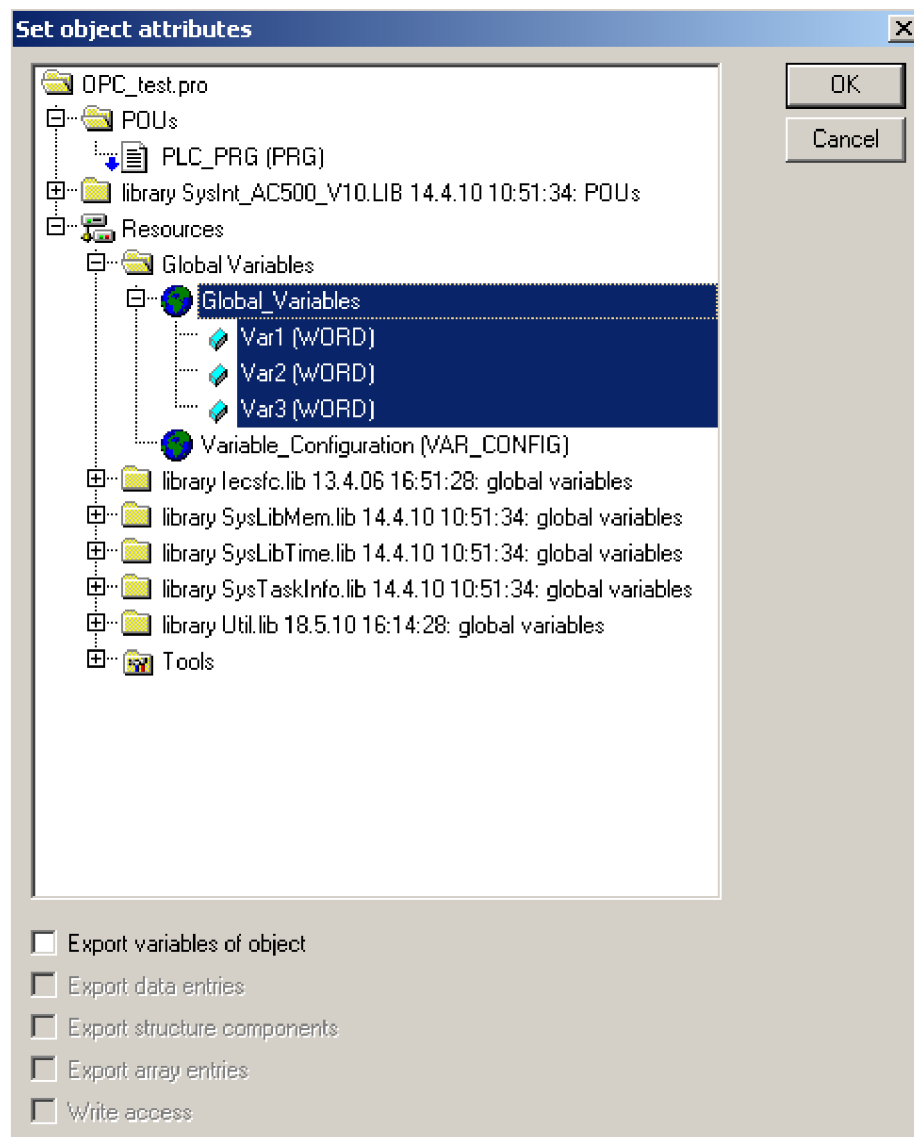 Set object attributes
OPC_test.pro
OK
POUs
Cancel
PLC_PRG (PRG)
library SysInt_AC500_V10.LIB 14.4.10 10:51:34: POUs
Resources
Global Variables
Global_Variables
Var1 (WORD)
Var2 (WORD)
Var3 (WORD)
Variable_Configuration (VAR_CONFIG)
library Iecsfc.lib 13.4.06 16:51:28: global variables
library SysLibMem.lib 14.4.10 10:51:34: global variables
library SysLibTime.lib 14.4.10 10:51:34: global variables
library SysTaskInfo.lib 14.4.10 10:51:34: global variables
library Util.lib 18.5.10 16:14:28: global variables
Tools
Export variables of object
Export data entries
Export structure components
Export array entries
Write access